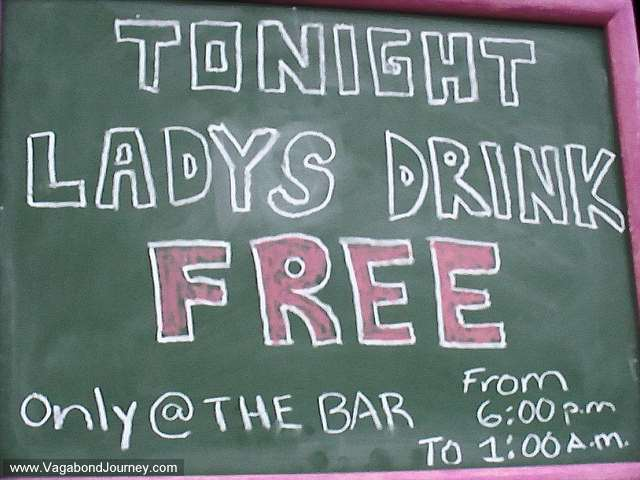 TONIGHT
LADYS DRINK
FREE
Only @ THE BAR
From
6:00 p.m
TO 1:00 A.m.
www.VagabondJourney.com